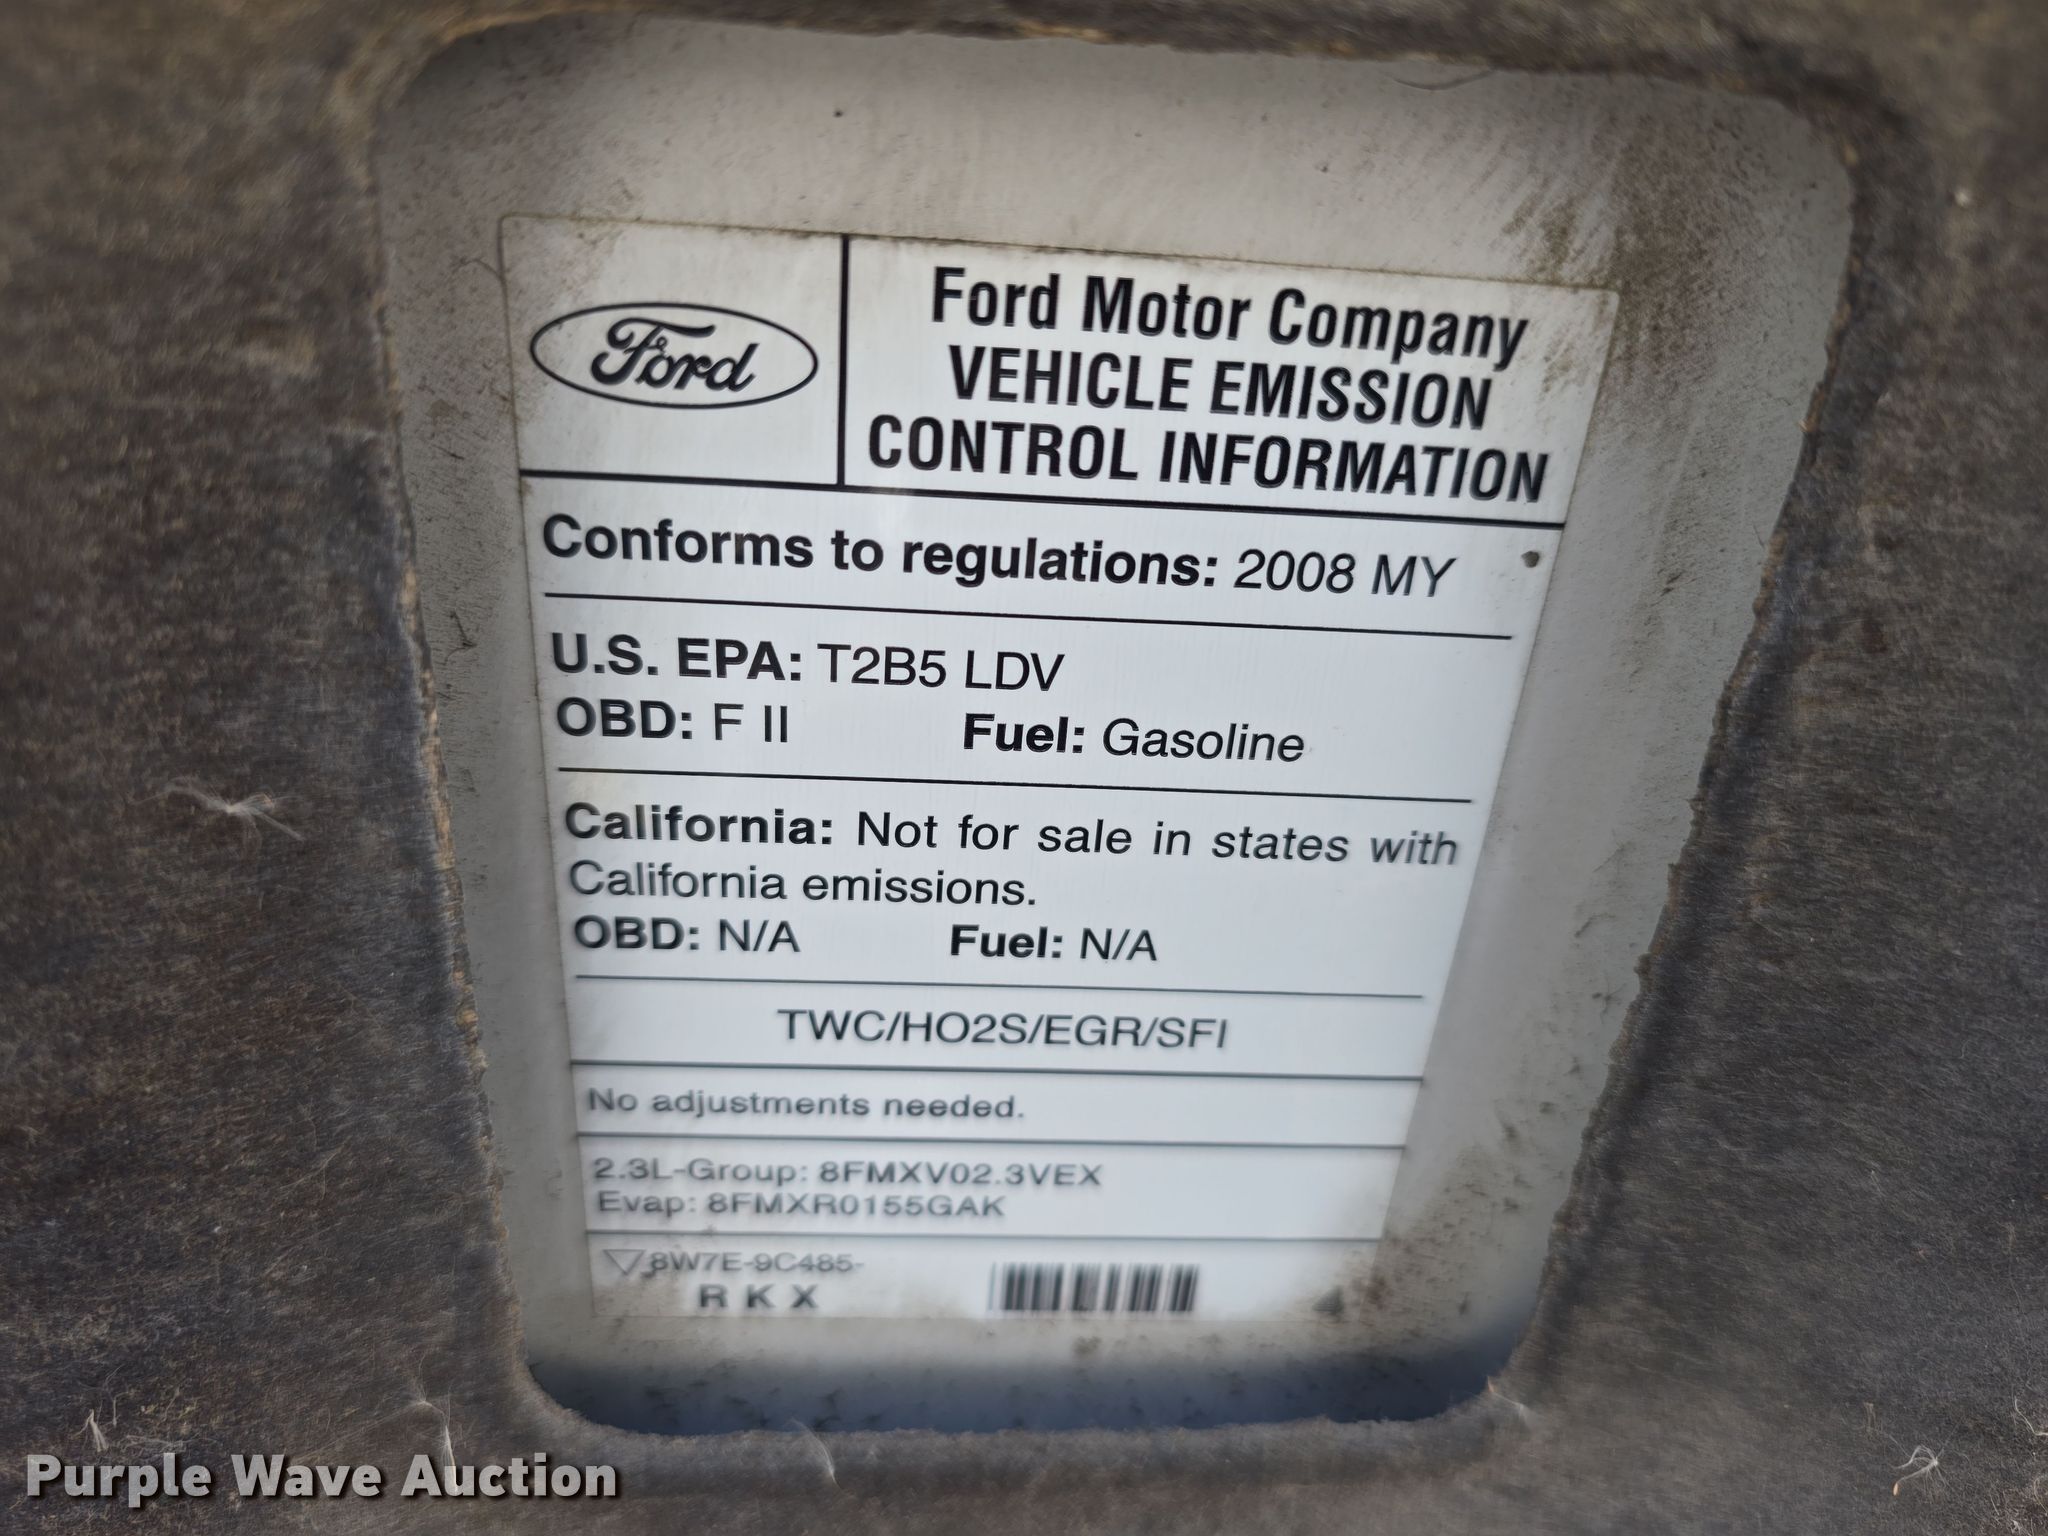 Ford
Ford Motor Company
VEHICLE EMISSION
CONTROL INFORMATION
Conforms to regulations: 2008 MY
U.S. EPA: T2B5 LDV
OBD: F II Fuel: Gasoline
California: Not for sale in states with
California emissions.
OBD: N/A Fuel: N/A
TWC/HO2S/EGR/SFI
No adjustments needed.
2.3L-Group: 8FMXV02.3VEX
Evap: 8FMXR0155GAK
8W7E-9C485-
R K X
Purple Wave Auction